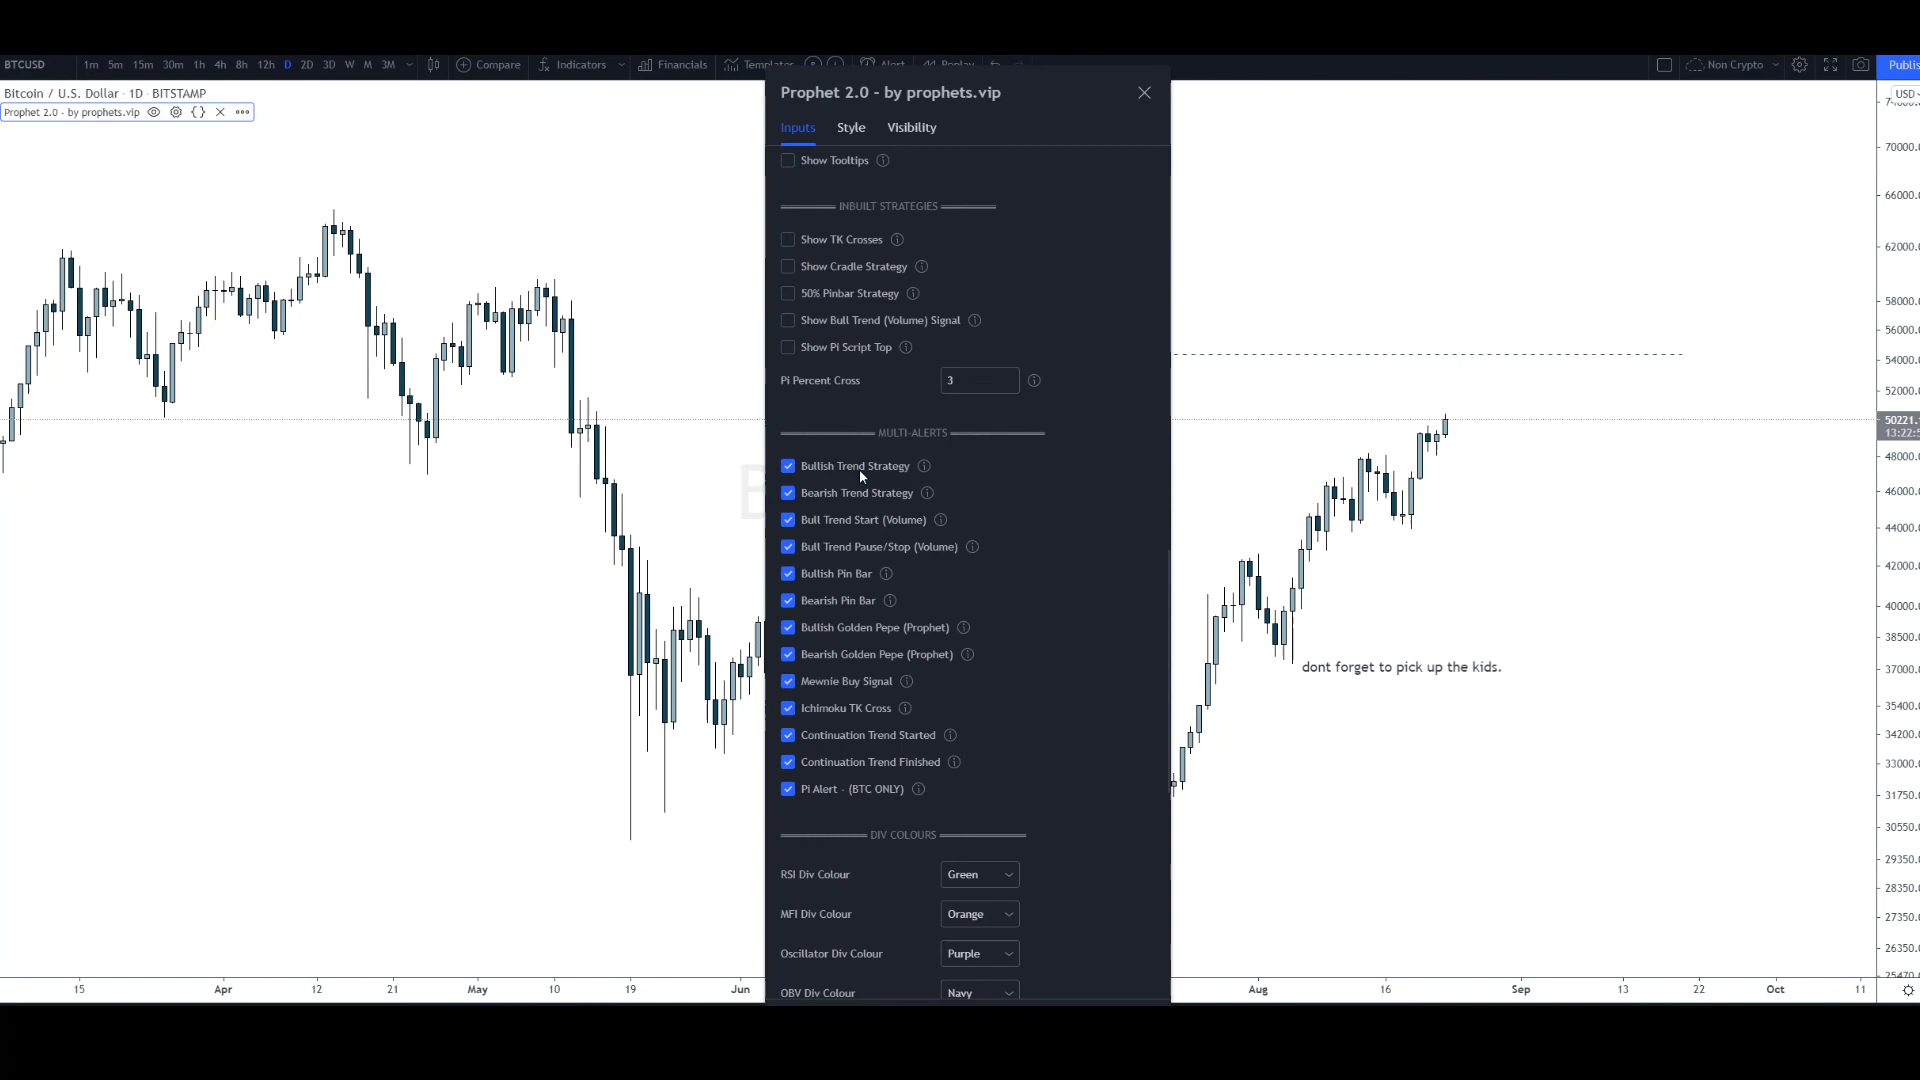 BTCUSD 1m 5m 15m 30m 1h 4h 8h 12h D 2D 3D W M 3M Compare Indicators Financials Templates Alert Replay Non Crypto Publis
Bitcoin / U.S. Dollar · 1D · BITSTAMP
Prophet 2.0 - by prophets.vip
Prophet 2.0 - by prophets.vip
Inputs Style Visibility
Show Tooltips
INBUILT STRATEGIES
Show TK Crosses
Show Cradle Strategy
50% Pinbar Strategy
Show Bull Trend (Volume) Signal
Show Pi Script Top
Pi Percent Cross 3
MULTI-ALERTS
Bullish Trend Strategy
Bearish Trend Strategy
Bull Trend Start (Volume)
Bull Trend Pause/Stop (Volume)
Bullish Pin Bar
Bearish Pin Bar
Bullish Golden Pepe (Prophet)
Bearish Golden Pepe (Prophet)
Mewnie Buy Signal
Ichimoku TK Cross
Continuation Trend Started
Continuation Trend Finished
Pi Alert - (BTC ONLY)
DIV COLOURS
RSI Div Colour Green
MFI Div Colour Orange
Oscillator Div Colour Purple
OBV Div Colour Navy
dont forget to pick up the kids.
USD
70000.
66000.
62000.
58000.
56000.
54000.
52000.
50221.
13:22:
48000.
46000.
44000.
42000.
40000.
38500.
37000.
35400.
34200.
33000.
31750.
30550.
29350.
28350.
27350.
26350.
25470.
15 Apr 12 21 May 10 19 Jun Aug 16 Sep 13 22 Oct 11